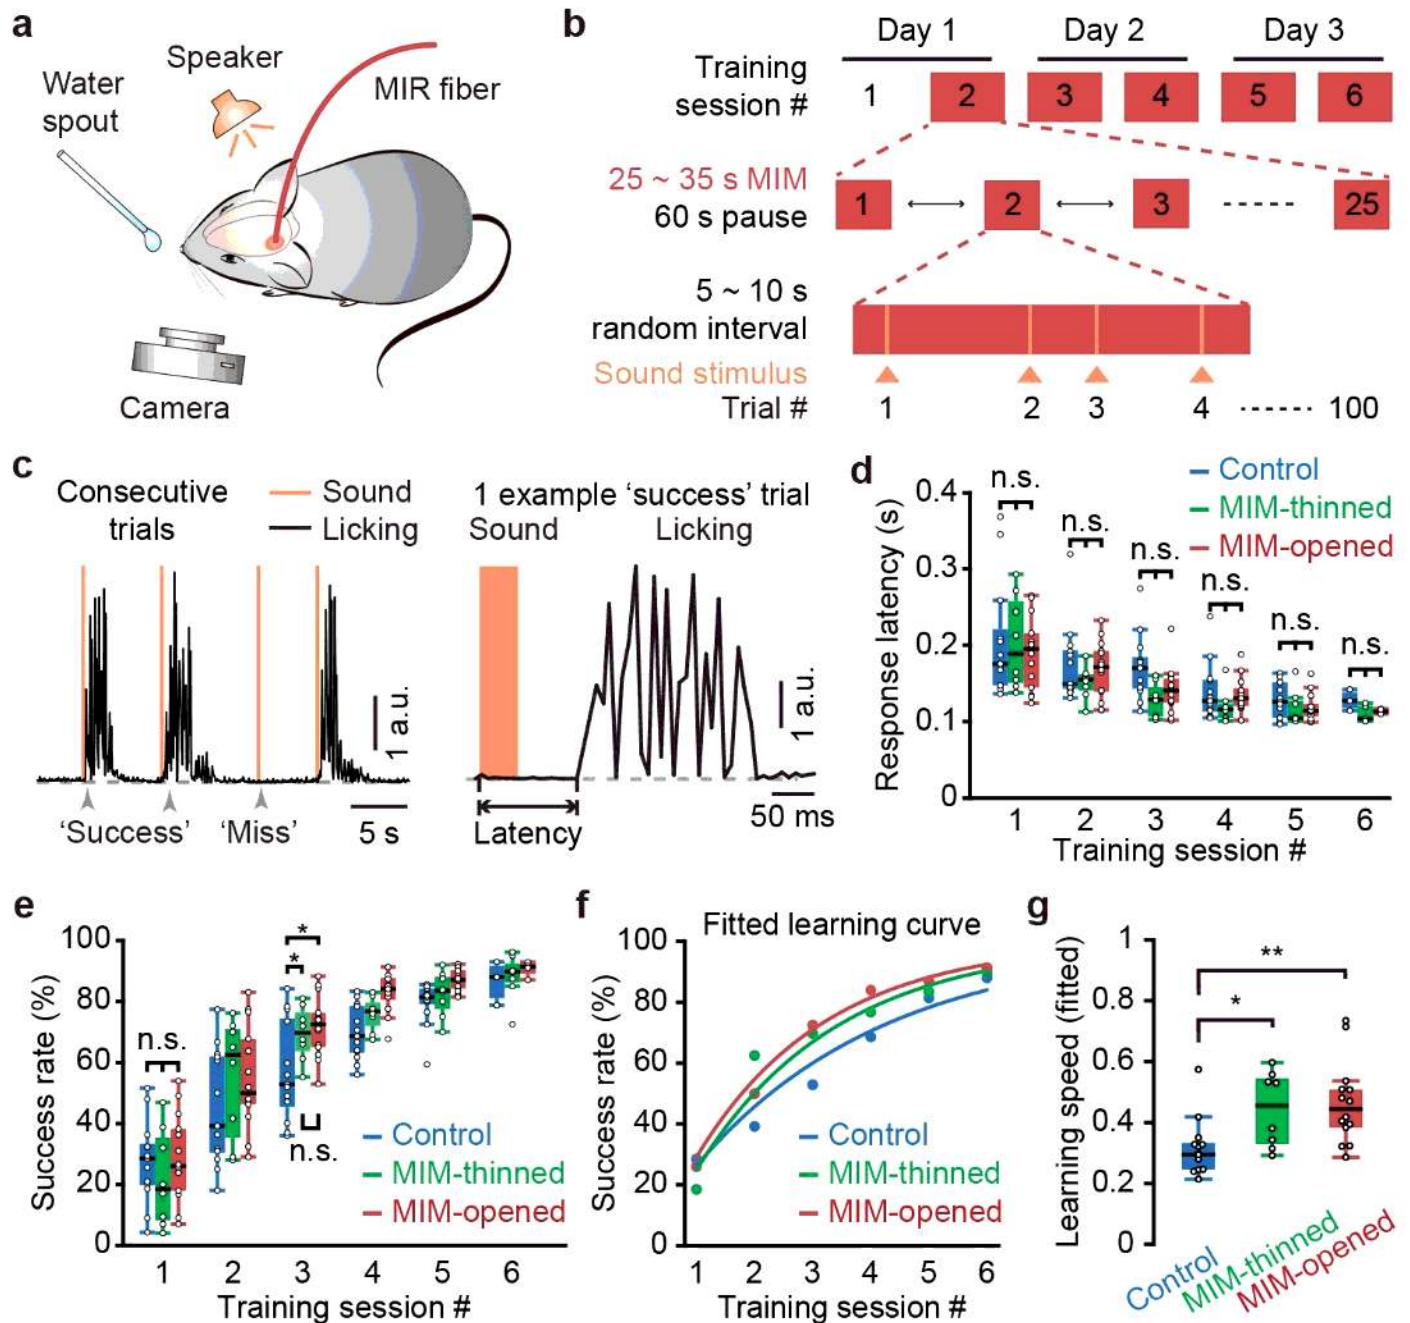 a
Speaker
Water
spout
MIR fiber
Camera
b
Day 1 Day 2 Day 3
Training
session #
1 2 3 4 5 6
25 ~ 35 s MIM
60 s pause
1 2 3 25
5 ~ 10 s
random interval
Sound stimulus
Trial # 1 2 3 4 100
c
Consecutive
trials
Sound
Licking
1 a.u.
'Success' 'Miss' 5 s
1 example 'success' trial
Sound Licking
1 a.u.
Latency
50 ms
d
Control
MIM-thinned
MIM-opened
n.s.
n.s.
n.s.
n.s.
n.s.
n.s.
Response latency (s)
0.4
0.3
0.2
0.1
0
1 2 3 4 5 6
Training session #
e
Success rate (%)
100
80
60
40
20
0
n.s.
*
*
n.s.
Control
MIM-thinned
MIM-opened
1 2 3 4 5 6
Training session #
f
Fitted learning curve
Success rate (%)
100
80
60
40
20
0
Control
MIM-thinned
MIM-opened
1 2 3 4 5 6
Training session #
g
Learning speed (fitted)
1
0.8
0.6
0.4
0.2
0
**
*
Control
MIM-thinned
MIM-opened